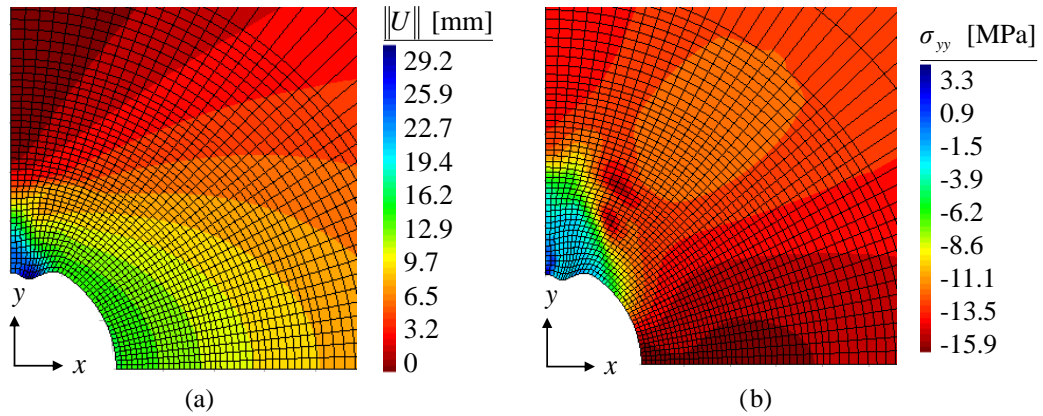 ‖U‖ [mm]
29.2
25.9
22.7
19.4
16.2
12.9
9.7
6.5
3.2
0
y
x
(a)
σyy [MPa]
3.3
0.9
-1.5
-3.9
-6.2
-8.6
-11.1
-13.5
-15.9
y
x
(b)